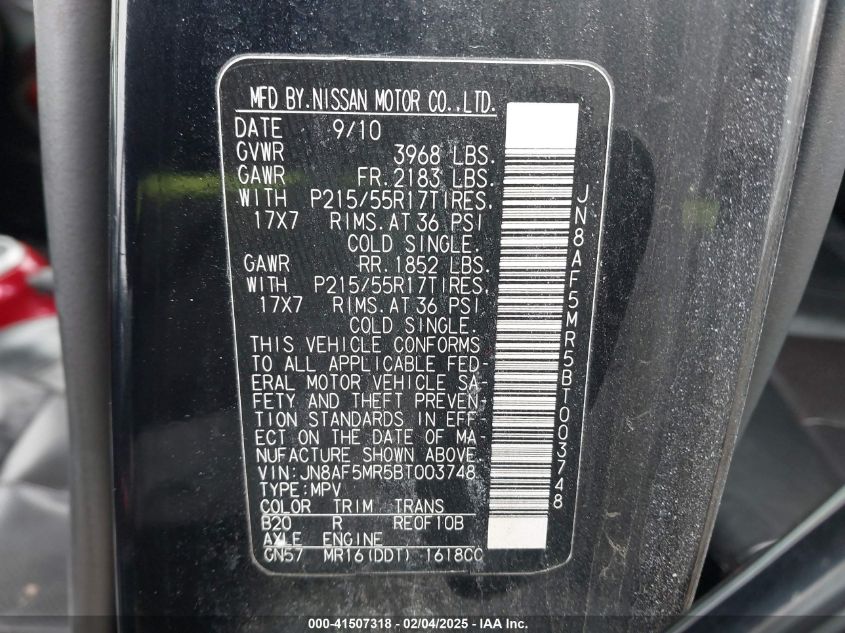 MFD BY.NISSAN MOTOR CO.,LTD.
DATE 9/10
GVWR 3968 LBS.
GAWR FR.2183 LBS.
WITH P215/55R17TIRES.
17X7 RIMS.AT 36 PSI
COLD SINGLE.
GAWR RR.1852 LBS.
WITH P215/55R17TIRES.
17X7 RIMS.AT 36 PSI
COLD SINGLE.
THIS VEHICLE CONFORMS
TO ALL APPLICABLE FED-
ERAL MOTOR VEHICLE SA-
FETY AND THEFT PREVEN-
TION STANDARDS IN EFF-
ECT ON THE DATE OF MA-
NUFACTURE SHOWN ABOVE.
VIN:JN8AF5MR5BT003748
TYPE:MPV
COLOR TRIM TRANS
B20 R RE0F10B
AXLE ENGINE
GN57 MR16(DDT) 1618CC
JN8AF5MR5BT003748
000-41507318 - 02/04/2025 - IAA Inc.